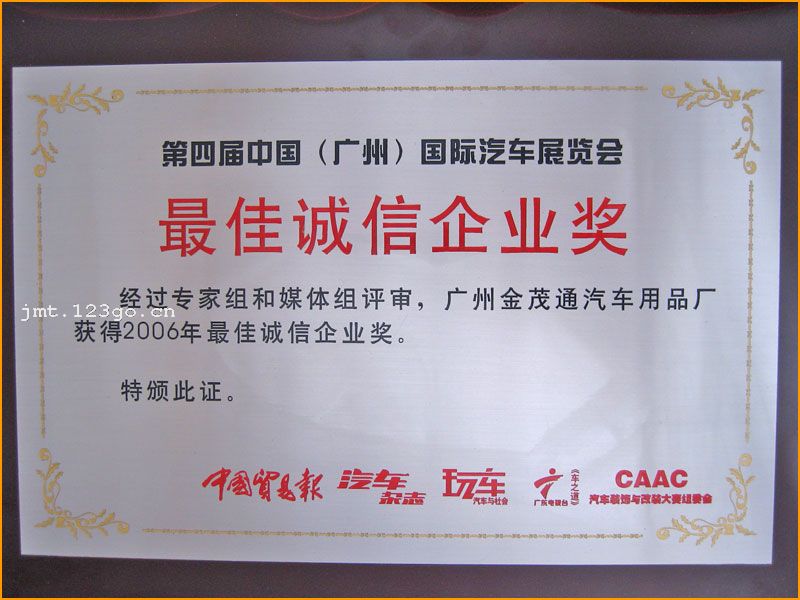 第四届中国（广州）国际汽车展览会
最佳诚信企业奖
经过专家组和媒体组评审，广州金茂通汽车用品厂
jmt.123go.cn
获得2006年最佳诚信企业奖。
特颁此证。
中國貿易報
汽车
杂志
玩车
汽车与社会
广东电视台
《车之道》
CAAC
汽车装饰与改装大赛组委会